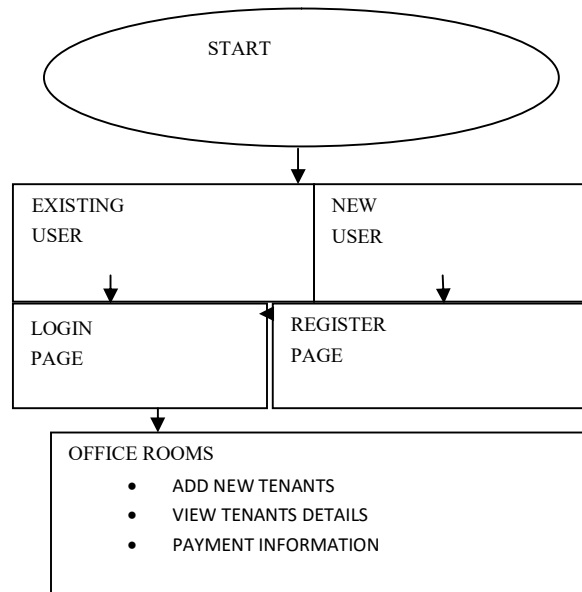 START
EXISTING
USER
NEW
USER
LOGIN
PAGE
REGISTER
PAGE
OFFICE ROOMS
• ADD NEW TENANTS
• VIEW TENANTS DETAILS
• PAYMENT INFORMATION